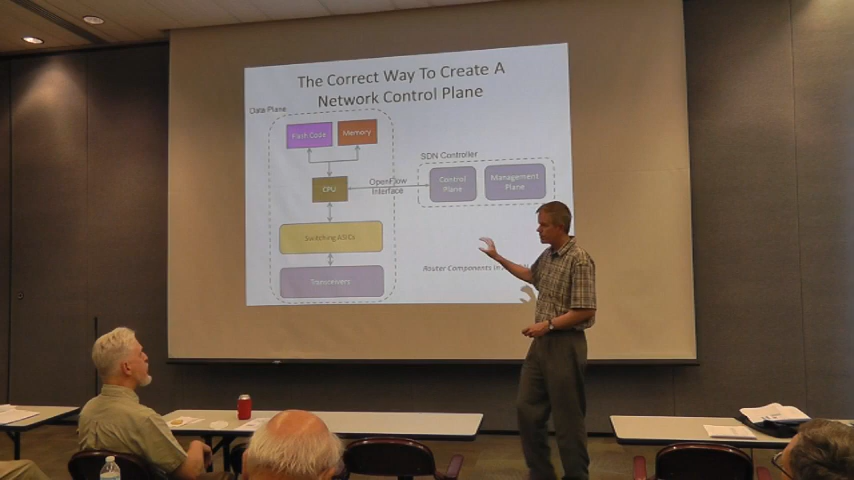 The Correct Way To Create A
Network Control Plane
Data Plane
Flash Code
Memory
SDN Controller
CPU
OpenFlow
Interface
Control
Plane
Management
Plane
Switching ASICs
Transceivers
Router Components in